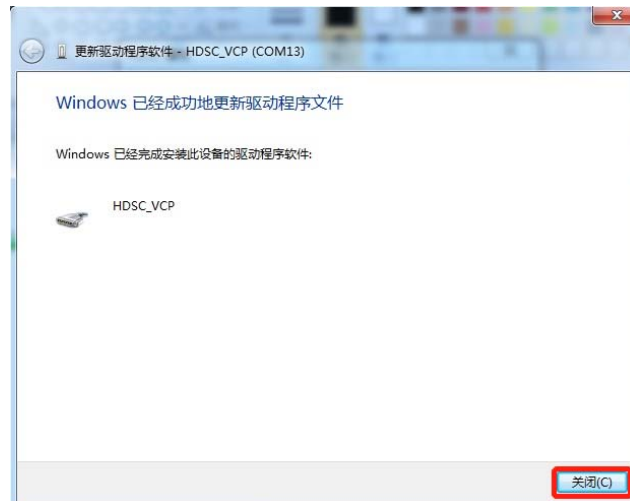 更新驱动程序软件 - HDSC_VCP (COM13)
Windows 已经成功地更新驱动程序文件
Windows 已经完成安装此设备的驱动程序软件:
HDSC_VCP
关闭(C)